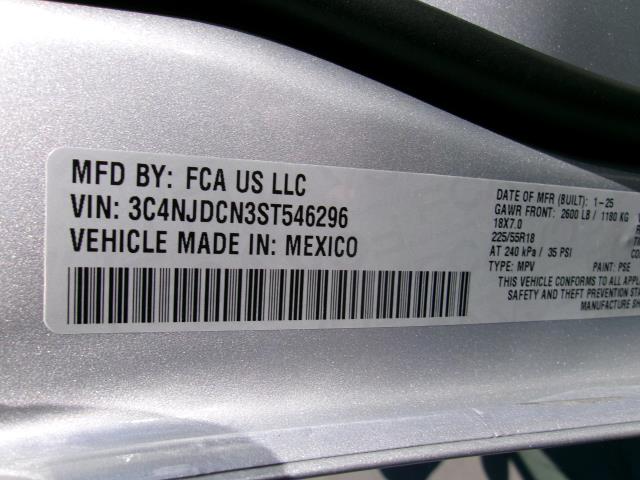 MFD BY: FCA US LLC
VIN: 3C4NJDCN3ST546296
VEHICLE MADE IN: MEXICO
DATE OF MFR (BUILT): 1-25
GAWR FRONT: 2600 LB / 1180 KG
18X7.0
225/55R18
AT 240 kPa / 35 PSI
TYPE: MPV PAINT: PSE
THIS VEHICLE CONFORMS TO ALL
SAFETY AND THEFT PREVENTION